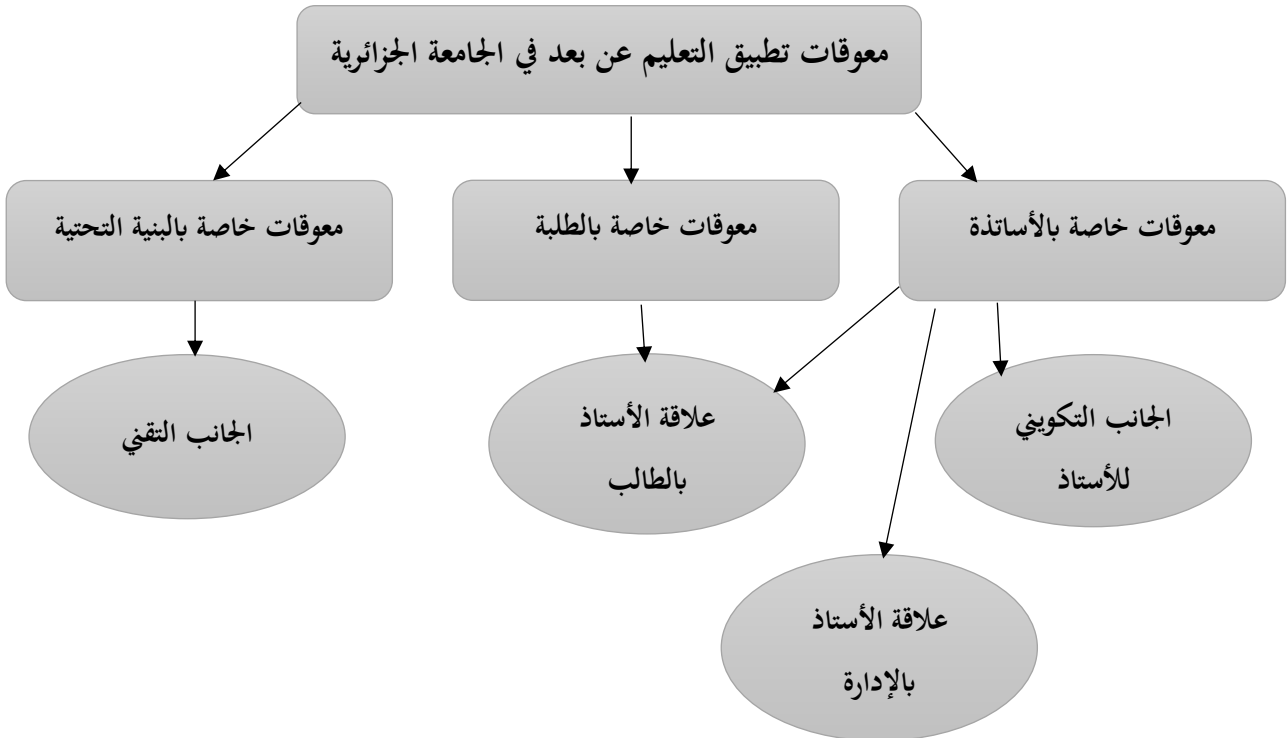 معوقات تطبيق التعليم عن بعد في الجامعة الجزائرية
معوقات خاصة بالأساتذة
معوقات خاصة بالطلبة
معوقات خاصة بالبنية التحتية
الجانب التكويني
للأستاذ
علاقة الأستاذ
بالطالب
الجانب التقني
علاقة الأستاذ
بالإدارة